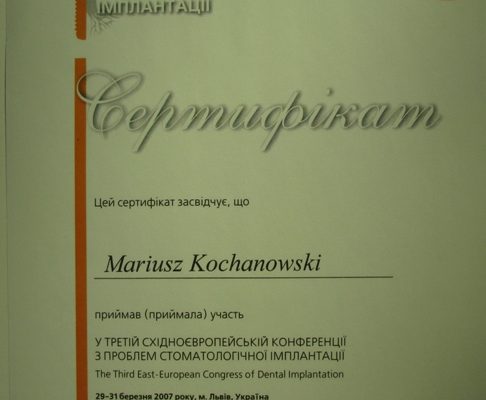 ІМПЛАНТАЦІЇ
Сертифікат
Цей сертифікат засвідчує, що
Mariusz Kochanowski
приймав (приймала) участь
У ТРЕТІЙ СХІДНОЄВРОПЕЙСЬКІЙ КОНФЕРЕНЦІЇ
З ПРОБЛЕМ СТОМАТОЛОГІЧНОЇ ІМПЛАНТАЦІЇ
The Third East-European Congress of Dental Implantation
29–31 березня 2007 року, м. Львів, Україна